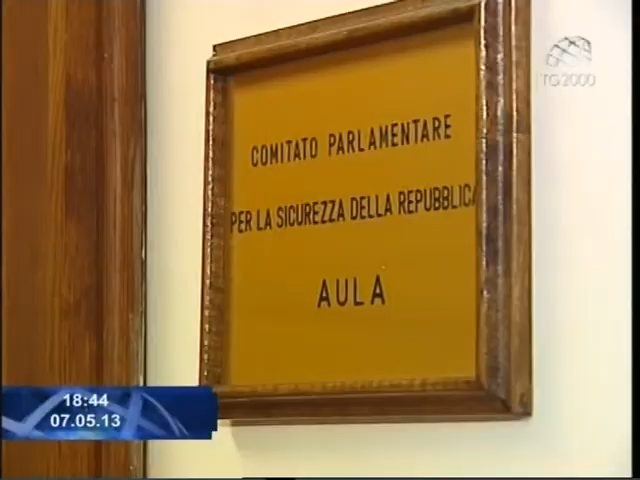 TG2000
COMITATO PARLAMENTARE
PER LA SICUREZZA DELLA REPUBBLICA
AULA
18:44
07.05.13